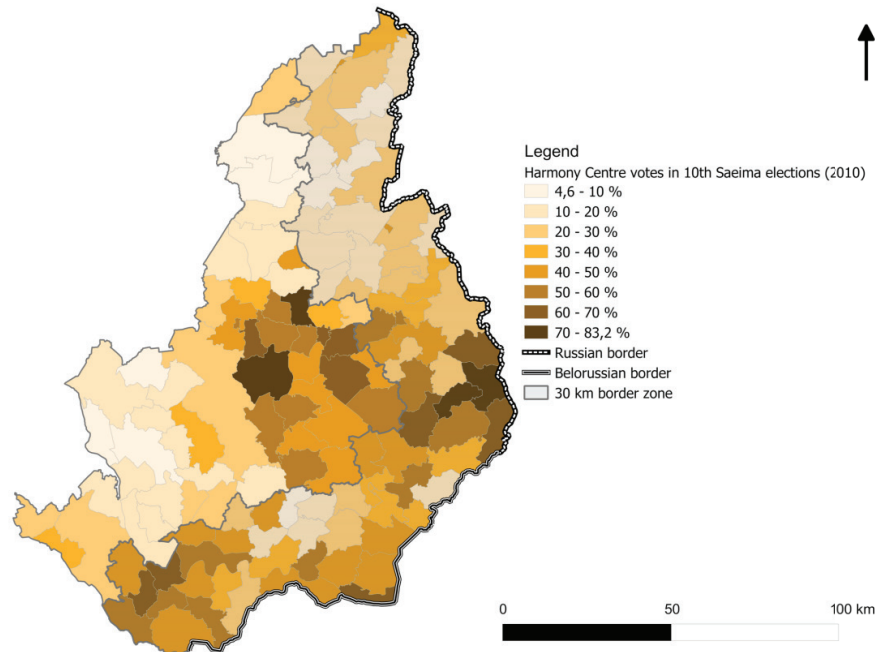 Legend
Harmony Centre votes in 10th Saeima elections (2010)
4,6 - 10 %
10 - 20 %
20 - 30 %
30 - 40 %
40 - 50 %
50 - 60 %
60 - 70 %
70 - 83,2 %
Russian border
Belorussian border
30 km border zone
0 50 100 km